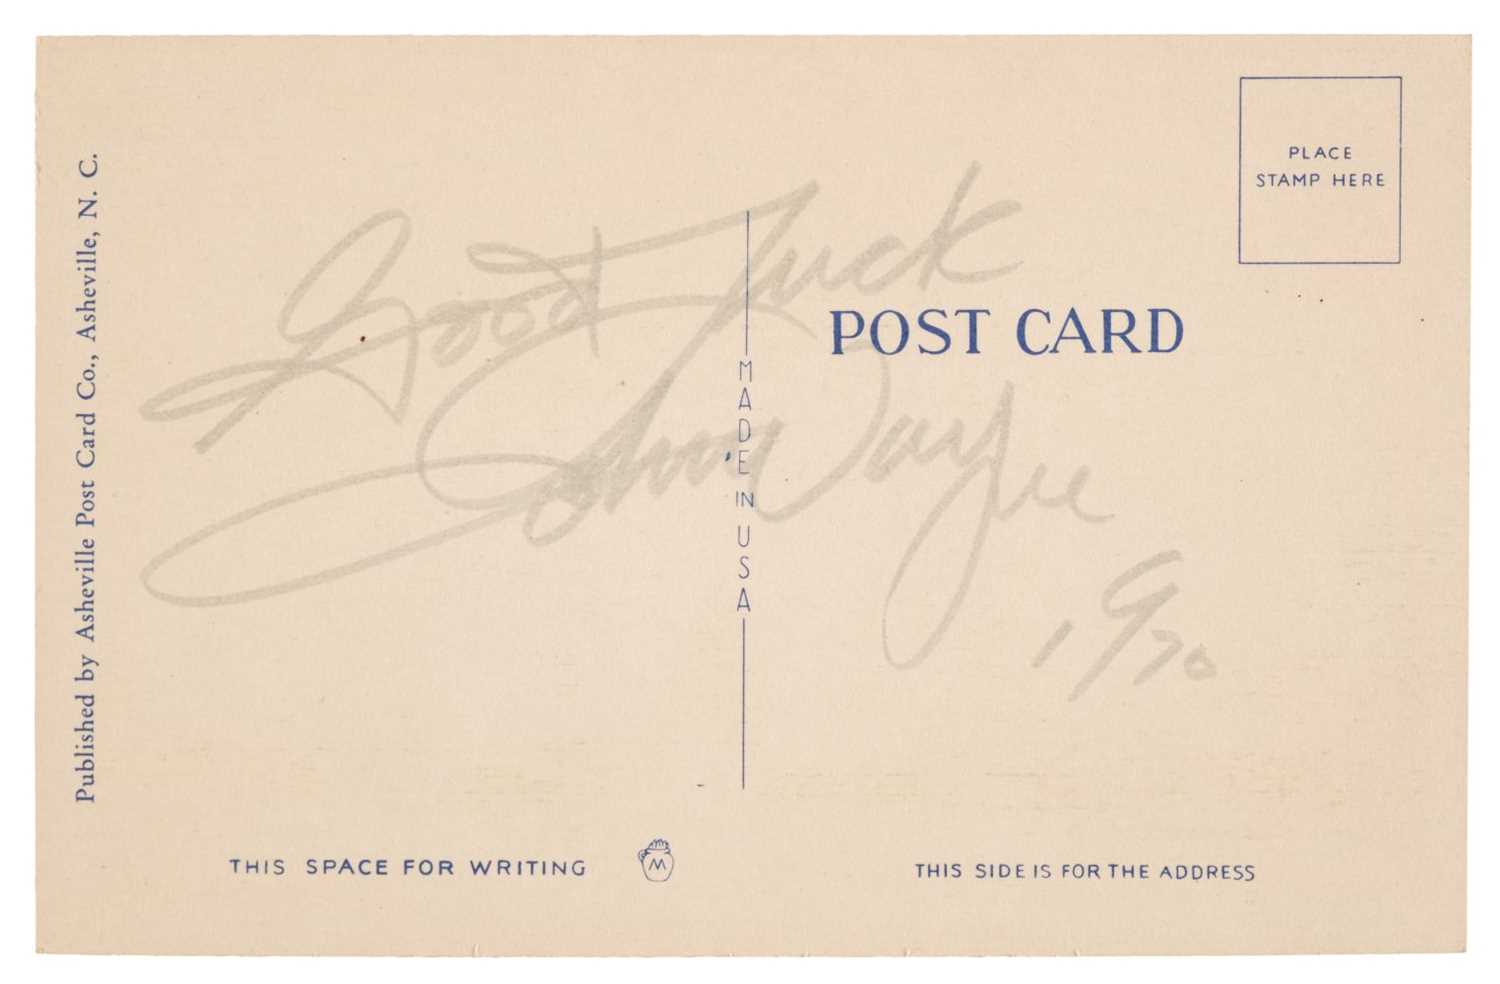 Published by Asheville Post Card Co., Asheville, N. C.
Good Luck
John Wayne
1970
MADE IN USA
PLACE
STAMP HERE
POST CARD
THIS SPACE FOR WRITING
M
THIS SIDE IS FOR THE ADDRESS